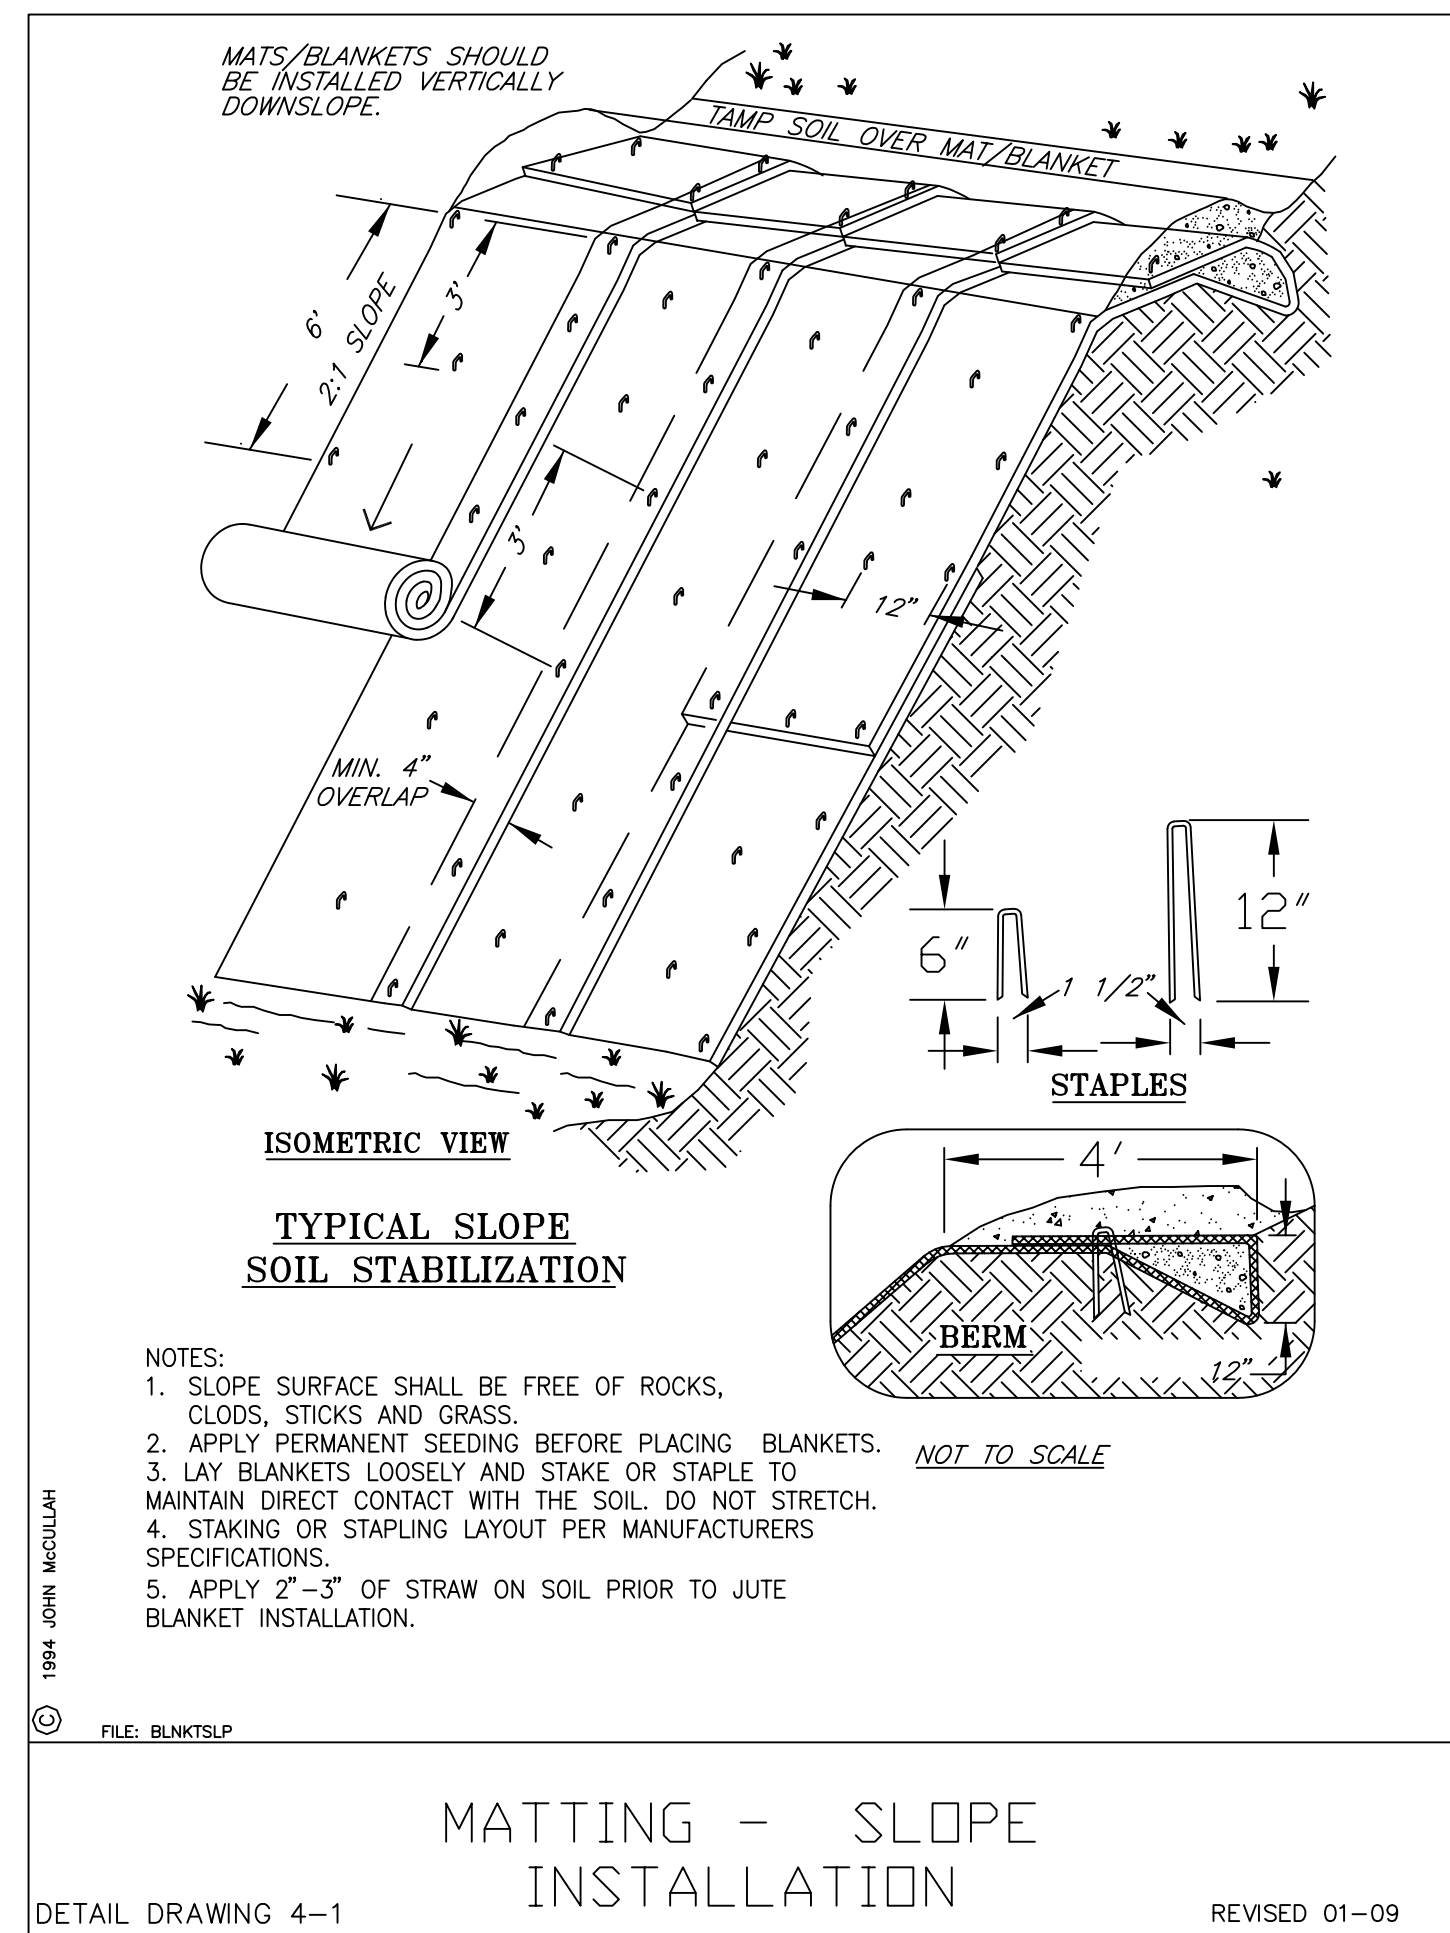 MATS/BLANKETS SHOULD
BE INSTALLED VERTICALLY
DOWNSLOPE.
TAMP SOIL OVER MAT/BLANKET
6'
2:1 SLOPE
3'
3'
12"
MIN. 4"
OVERLAP
6"
1 1/2"
12"
STAPLES
ISOMETRIC VIEW
TYPICAL SLOPE
SOIL STABILIZATION
4'
BERM
12"
NOT TO SCALE
NOTES:
1. SLOPE SURFACE SHALL BE FREE OF ROCKS,
CLODS, STICKS AND GRASS.
2. APPLY PERMANENT SEEDING BEFORE PLACING BLANKETS.
3. LAY BLANKETS LOOSELY AND STAKE OR STAPLE TO
MAINTAIN DIRECT CONTACT WITH THE SOIL. DO NOT STRETCH.
4. STAKING OR STAPLING LAYOUT PER MANUFACTURERS
SPECIFICATIONS.
5. APPLY 2"-3" OF STRAW ON SOIL PRIOR TO JUTE
BLANKET INSTALLATION.
© 1994 JOHN McCULLAH
FILE: BLNKTSLP
MATTING - SLOPE
INSTALLATION
DETAIL DRAWING 4-1
REVISED 01-09